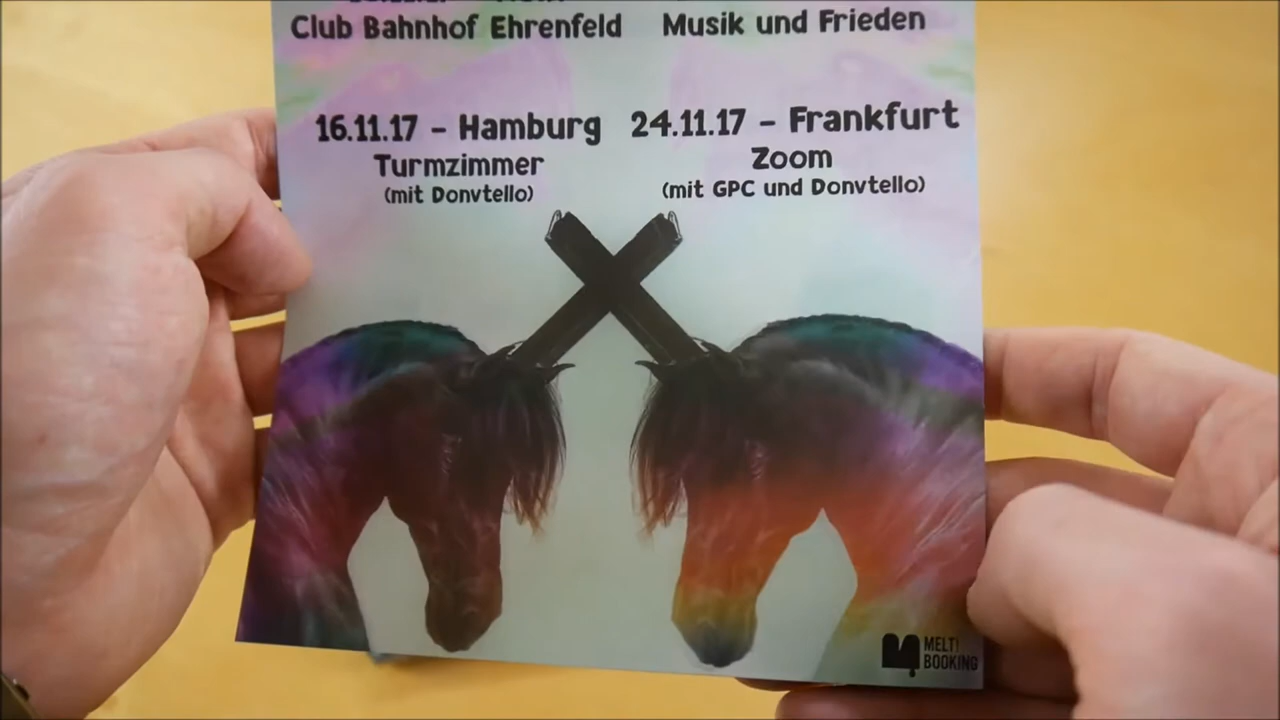 Club Bahnhof Ehrenfeld
Musik und Frieden
16.11.17 - Hamburg
Turmzimmer
(mit Donvtello)
24.11.17 - Frankfurt
Zoom
(mit GPC und Donvtello)
MELT!
BOOKING